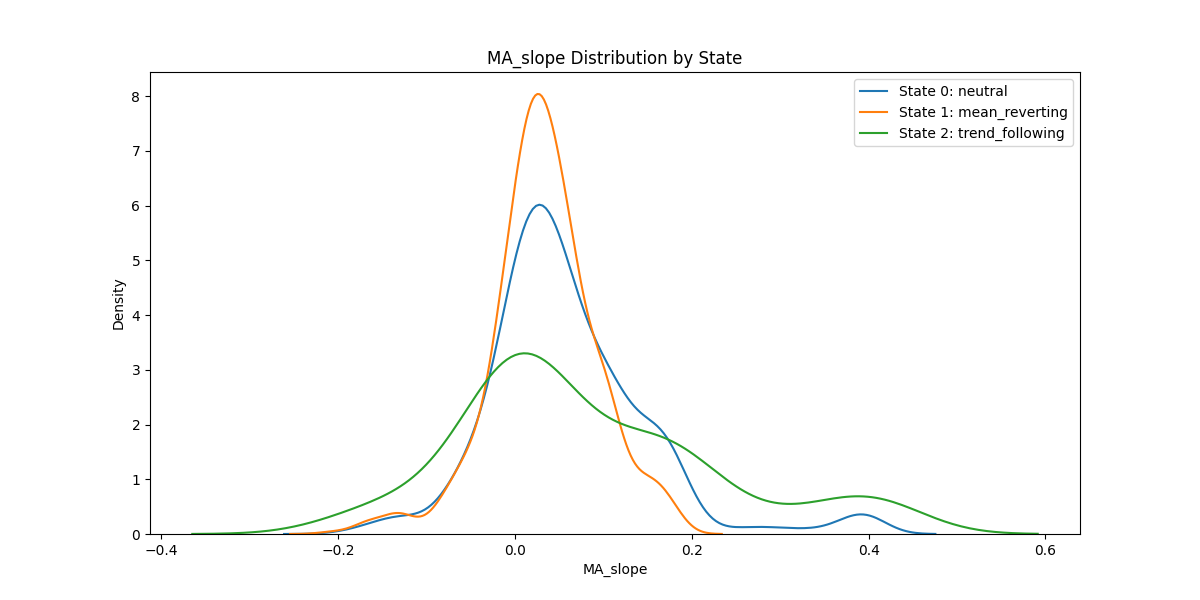 MA_slope Distribution by State
State 0: neutral
State 1: mean_reverting
State 2: trend_following
Density
8
7
6
5
4
3
2
1
0
−0.4
−0.2
0.0
0.2
0.4
0.6
MA_slope